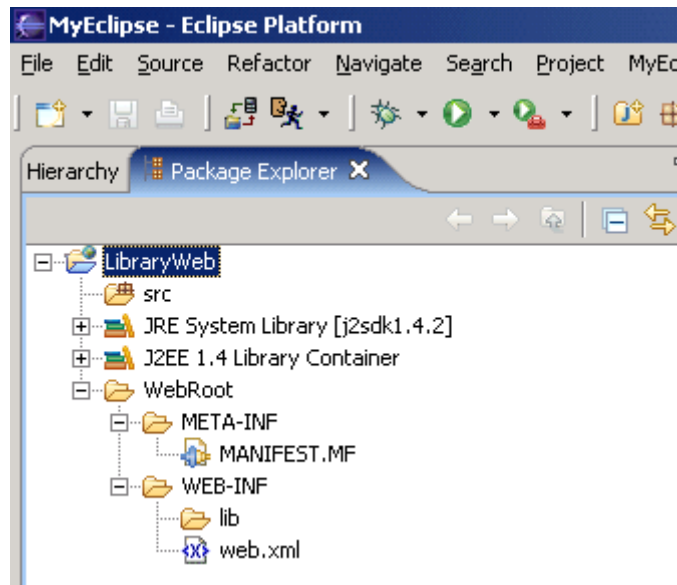 MyEclipse - Eclipse Platform
File Edit Source Refactor Navigate Search Project MyEc
Hierarchy Package Explorer
LibraryWeb
src
JRE System Library [j2sdk1.4.2]
J2EE 1.4 Library Container
WebRoot
META-INF
MANIFEST.MF
WEB-INF
lib
web.xml